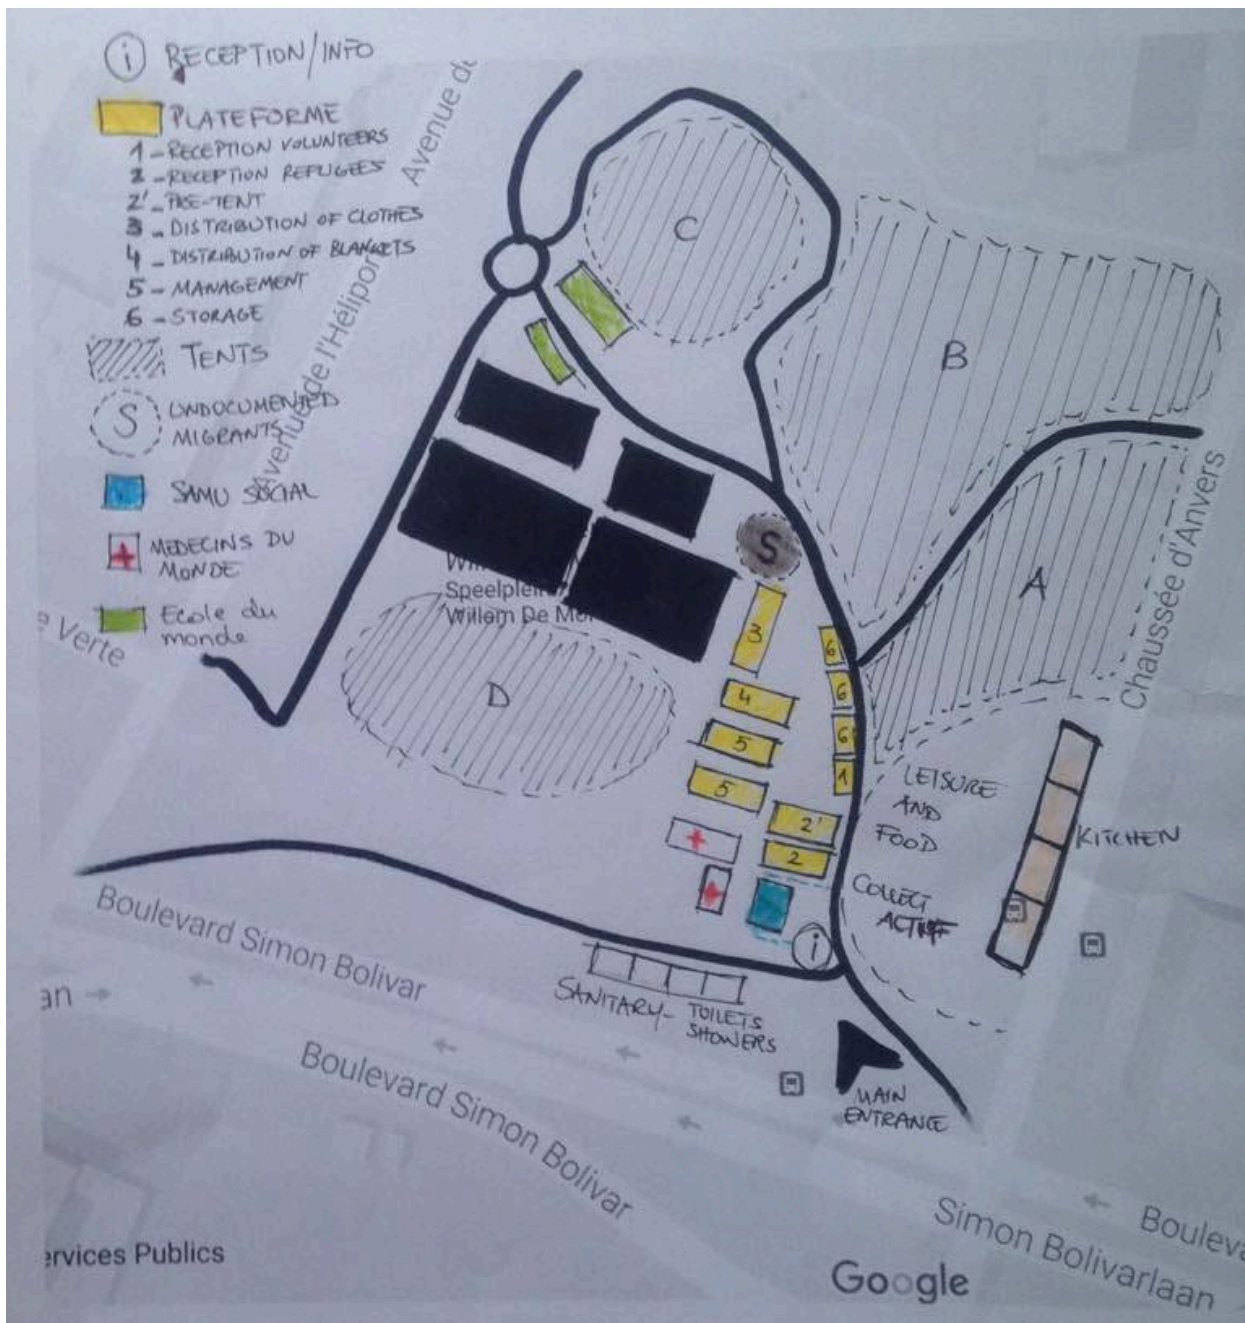 i RECEPTION/INFO
PLATEFORME
1 - RECEPTION VOLUNTEERS
2 - RECEPTION REFUGEES
2' - PRE-TENT
3 - DISTRIBUTION OF CLOTHES
4 - DISTRIBUTION OF BLANKETS
5 - MANAGEMENT
6 - STORAGE
TENTS
S UNDOCUMENTED
MIGRANTS
SAMU SOCIAL
MEDECINS DU
MONDE
Ecole du
monde
Avenue de
Avenue de l'Héliport
Verte
C
B
A
S
Speelplein
Willem De Mo
D
3
6
4
6
5
6
5
1
2'
2
i
LEISURE
AND
FOOD
KITCHEN
COLLECT
ACTIF
Chaussée d'Anvers
SANITARY - TOILETS
SHOWERS
MAIN
ENTRANCE
Boulevard Simon Bolivar
an
Boulevard Simon Bolivar
Simon Bolivarlaan
Bouleva
ervices Publics
Google